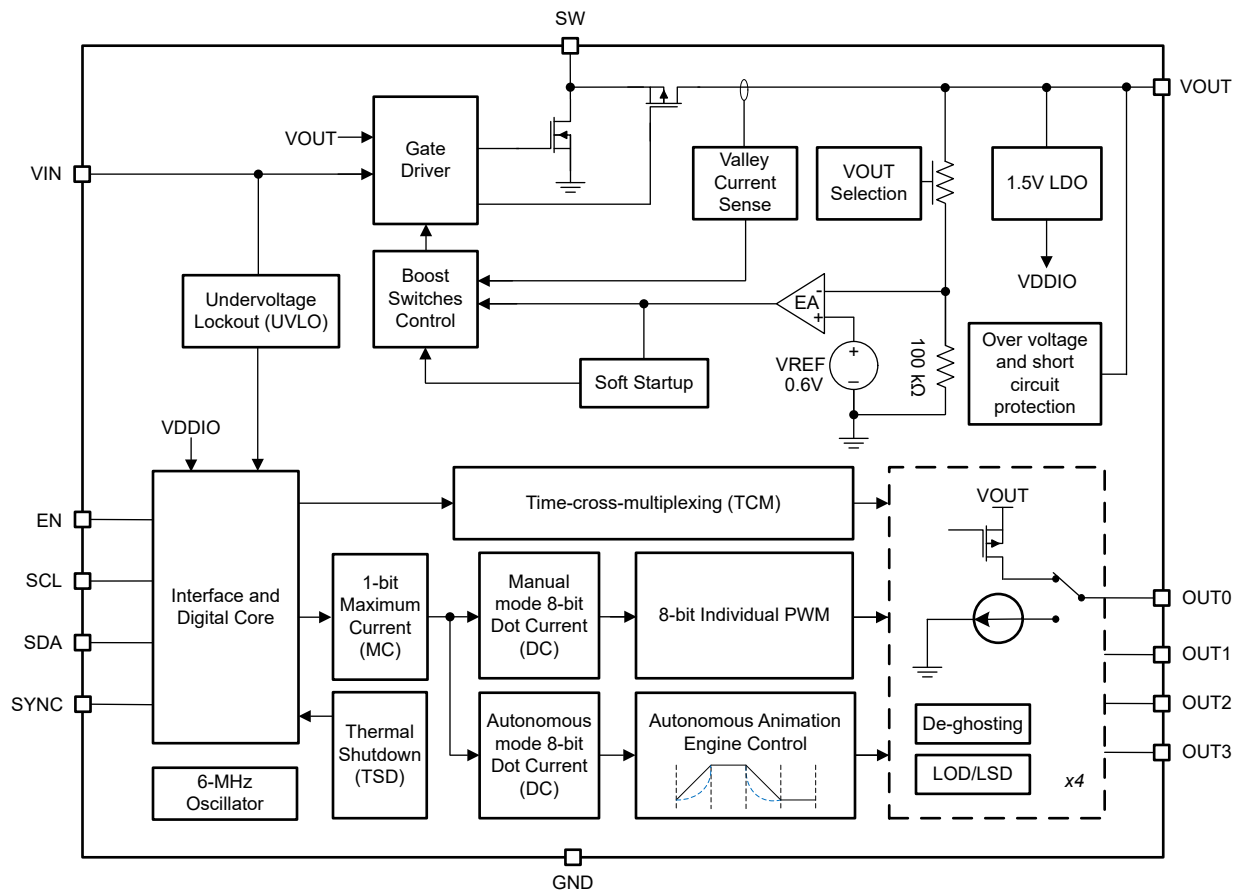 SW
VOUT
VIN
VOUT
Gate
Driver
Valley
Current
Sense
VOUT
Selection
1.5V LDO
VDDIO
Boost
Switches
Control
Undervoltage
Lockout (UVLO)
-
EA
+
+
VREF
0.6V
–
100 kΩ
Over voltage
and short
circuit
protection
Soft Startup
VDDIO
EN
SCL
SDA
SYNC
Interface and
Digital Core
Time-cross-multiplexing (TCM)
1-bit
Maximum
Current
(MC)
Manual
mode 8-bit
Dot Current
(DC)
8-bit Individual PWM
Thermal
Shutdown
(TSD)
Autonomous
mode 8-bit
Dot Current
(DC)
Autonomous Animation
Engine Control
6-MHz
Oscillator
VOUT
De-ghosting
LOD/LSD
x4
OUT0
OUT1
OUT2
OUT3
GND